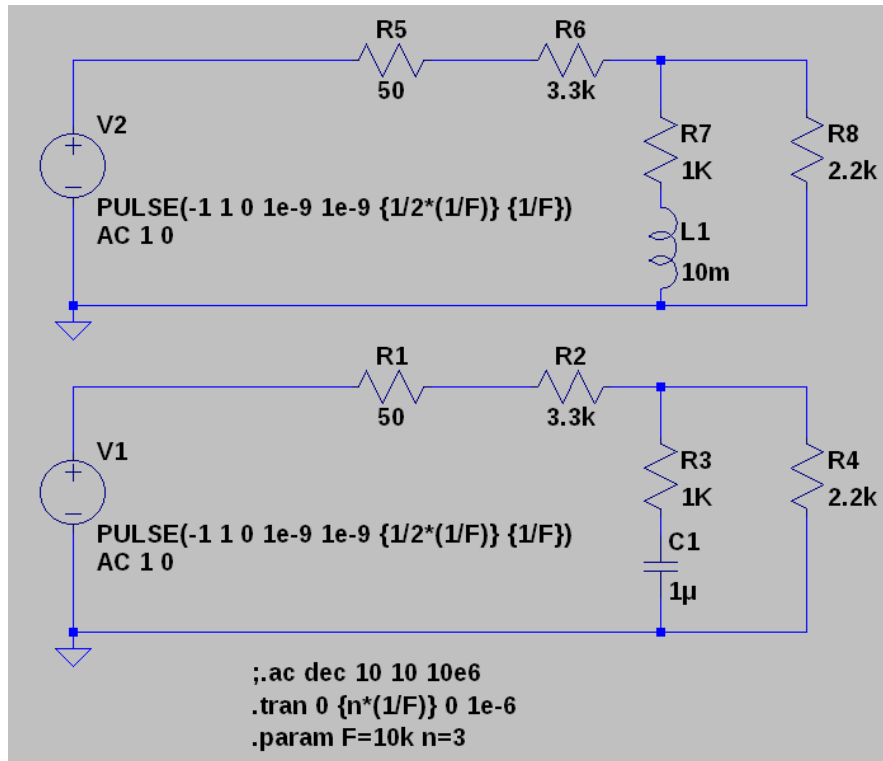 R5
R6
50
3.3k
V2
R7
R8
1K
2.2k
PULSE(-1 1 0 1e-9 1e-9 {1/2*(1/F)} {1/F})
AC 1 0
L1
10m
R1
R2
50
3.3k
V1
R3
R4
1K
2.2k
PULSE(-1 1 0 1e-9 1e-9 {1/2*(1/F)} {1/F})
AC 1 0
C1
1µ
;.ac dec 10 10 10e6
.tran 0 {n*(1/F)} 0 1e-6
.param F=10k n=3